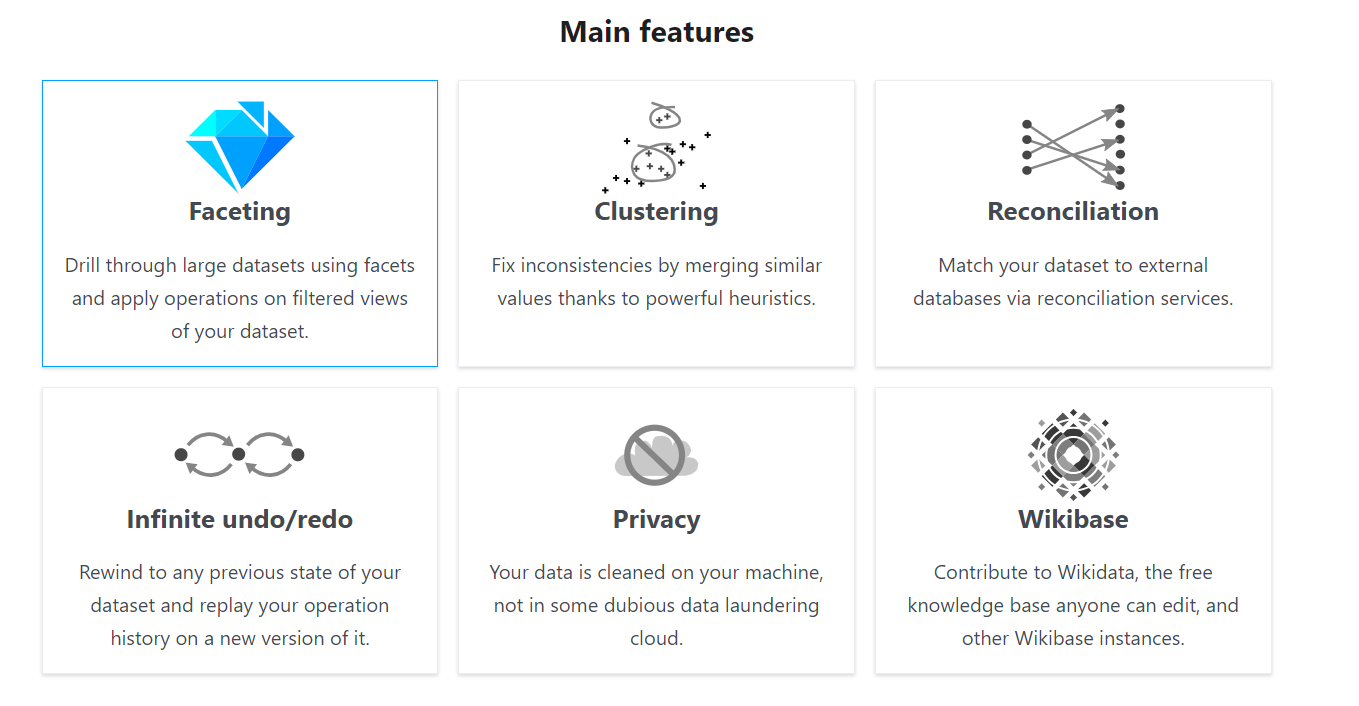 Main features
Faceting
Drill through large datasets using facets
and apply operations on filtered views
of your dataset.
Clustering
Fix inconsistencies by merging similar
values thanks to powerful heuristics.
Reconciliation
Match your dataset to external
databases via reconciliation services.
Infinite undo/redo
Rewind to any previous state of your
dataset and replay your operation
history on a new version of it.
Privacy
Your data is cleaned on your machine,
not in some dubious data laundering
cloud.
Wikibase
Contribute to Wikidata, the free
knowledge base anyone can edit, and
other Wikibase instances.